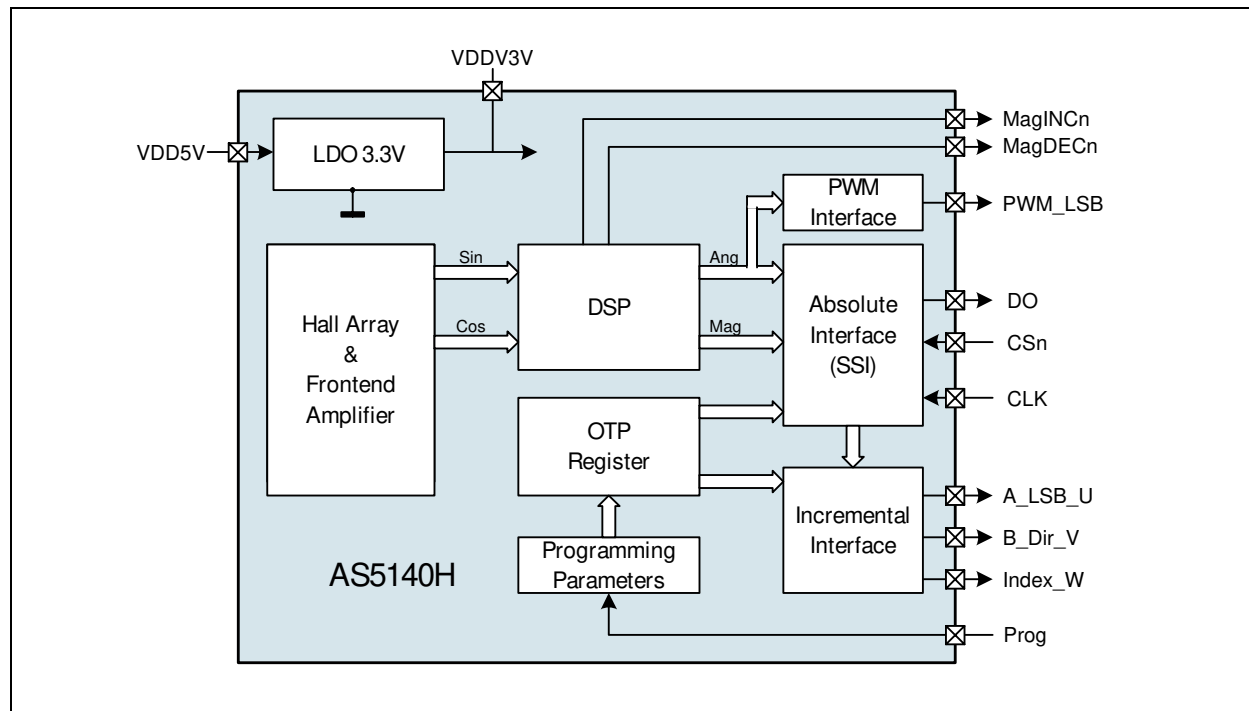 VDDV3V
VDD5V
LDO 3.3V
MagINCn
MagDECn
PWM
Interface
PWM_LSB
Hall Array
&
Frontend
Amplifier
Sin
Cos
DSP
Ang
Mag
Absolute
Interface
(SSI)
DO
CSn
CLK
OTP
Register
Incremental
Interface
A_LSB_U
B_Dir_V
Index_W
Programming
Parameters
AS5140H
Prog